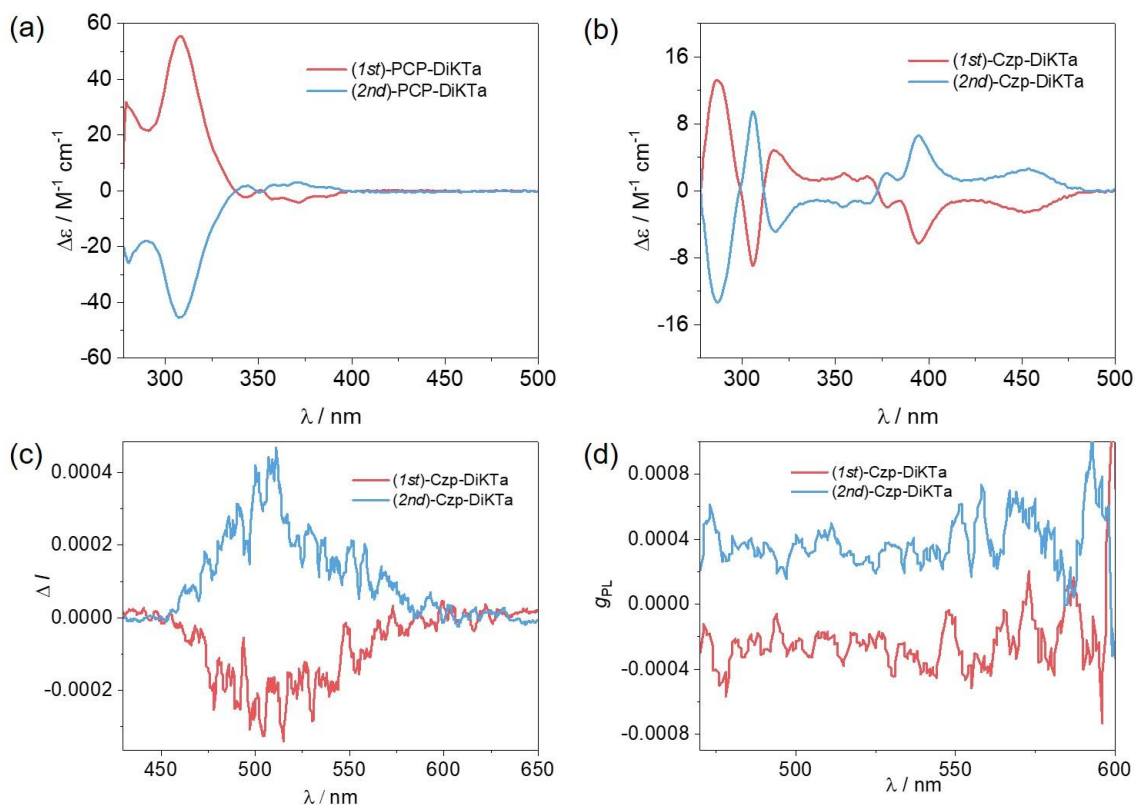 (a)
60
40
20
0
-20
-40
-60
Δε / M⁻¹ cm⁻¹
(1st)-PCP-DiKTa
(2nd)-PCP-DiKTa
300
350
400
450
500
λ / nm
(b)
16
8
0
-8
-16
Δε / M⁻¹ cm⁻¹
(1st)-Czp-DiKTa
(2nd)-Czp-DiKTa
300
350
400
450
500
λ / nm
(c)
0.0004
0.0002
0.0000
-0.0002
Δ I
(1st)-Czp-DiKTa
(2nd)-Czp-DiKTa
450
500
550
600
650
λ / nm
(d)
0.0008
0.0004
0.0000
-0.0004
-0.0008
gPL
(1st)-Czp-DiKTa
(2nd)-Czp-DiKTa
500
550
600
λ / nm